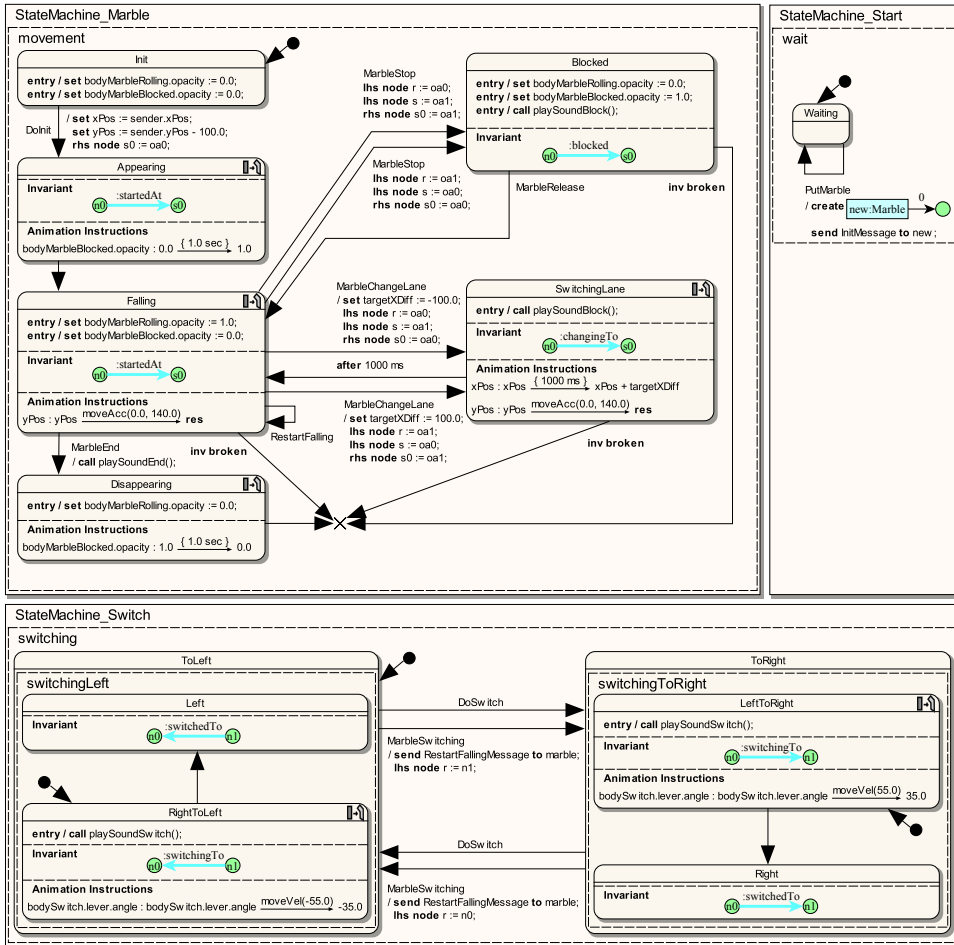 StateMachine_Marble
movement
Init
entry / set bodyMarbleRolling.opacity := 0.0;
entry / set bodyMarbleBlocked.opacity := 0.0;
DoInit
/ set xPos := sender.xPos;
set yPos := sender.yPos - 100.0;
rhs node s0 := oa0;
Appearing
Invariant
:startedAt
n0
s0
Animation Instructions
bodyMarbleBlocked.opacity : 0.0 { 1.0 sec } 1.0
Falling
entry / set bodyMarbleRolling.opacity := 1.0;
entry / set bodyMarbleBlocked.opacity := 0.0;
Invariant
:startedAt
n0
s0
Animation Instructions
yPos : yPos moveAcc(0.0, 140.0) res
RestartFalling
MarbleEnd
/ call playSoundEnd();
inv broken
Disappearing
entry / set bodyMarbleRolling.opacity := 0.0;
Animation Instructions
bodyMarbleBlocked.opacity : 1.0 { 1.0 sec } 0.0
MarbleStop
lhs node r := oa0;
lhs node s := oa1;
rhs node s0 := oa1;
MarbleStop
lhs node r := oa1;
lhs node s := oa0;
rhs node s0 := oa0;
Blocked
entry / set bodyMarbleRolling.opacity := 0.0;
entry / set bodyMarbleBlocked.opacity := 1.0;
entry / call playSoundBlock();
Invariant
:blocked
n0
s0
MarbleRelease
inv broken
MarbleChangeLane
/ set targetXDiff := -100.0;
lhs node r := oa0;
lhs node s := oa1;
rhs node s0 := oa0;
after 1000 ms
MarbleChangeLane
/ set targetXDiff := 100.0;
lhs node r := oa1;
lhs node s := oa0;
rhs node s0 := oa1;
SwitchingLane
entry / call playSoundBlock();
Invariant
:changingTo
n0
s0
Animation Instructions
xPos : xPos { 1000 ms } xPos + targetXDiff
yPos : yPos moveAcc(0.0, 140.0) res
inv broken
StateMachine_Start
wait
Waiting
PutMarble
/ create new:Marble 0
send InitMessage to new ;
StateMachine_Switch
switching
ToLeft
switchingLeft
Left
Invariant
:switchedTo
n0
n1
RightToLeft
entry / call playSoundSwitch();
Invariant
:switchingTo
n0
n1
Animation Instructions
bodySwitch.lever.angle : bodySwitch.lever.angle moveVel(-55.0) -35.0
DoSwitch
MarbleSwitching
/ send RestartFallingMessage to marble;
lhs node r := n1;
DoSwitch
MarbleSwitching
/ send RestartFallingMessage to marble;
lhs node r := n0;
ToRight
switchingToRight
LeftToRight
entry / call playSoundSwitch();
Invariant
:switchingTo
n0
n1
Animation Instructions
bodySwitch.lever.angle : bodySwitch.lever.angle moveVel(55.0) 35.0
Right
Invariant
:switchedTo
n0
n1